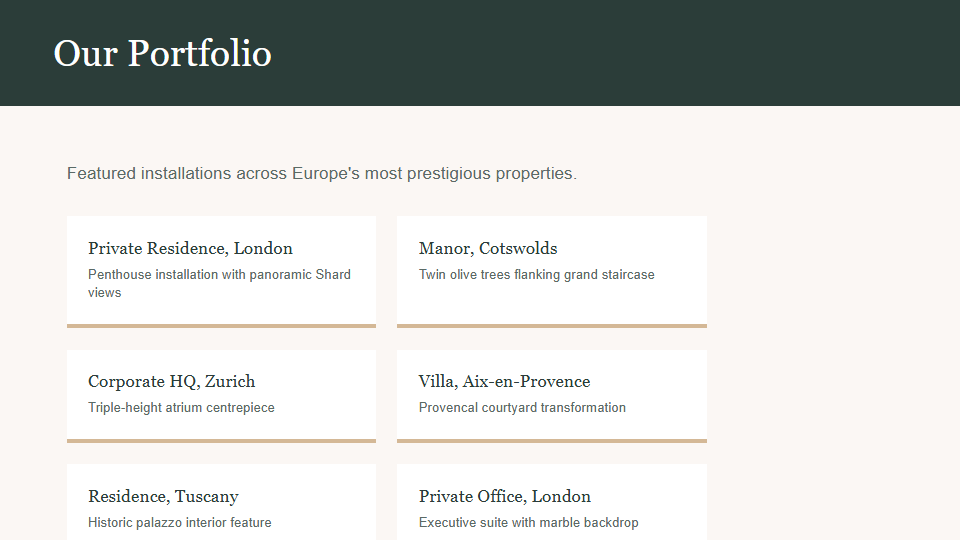 Our Portfolio
Featured installations across Europe's most prestigious properties.
Private Residence, London
Penthouse installation with panoramic Shard
views
Manor, Cotswolds
Twin olive trees flanking grand staircase
Corporate HQ, Zurich
Triple-height atrium centrepiece
Villa, Aix-en-Provence
Provencal courtyard transformation
Residence, Tuscany
Historic palazzo interior feature
Private Office, London
Executive suite with marble backdrop